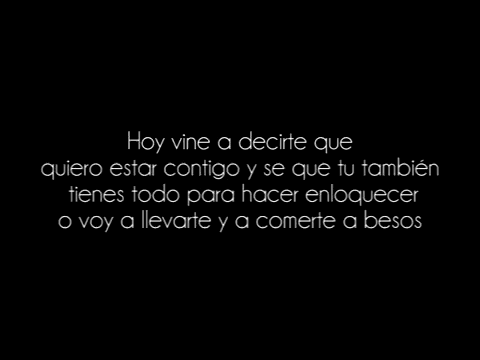 Hoy vine a decirte que
quiero estar contigo y se que tu también
tienes todo para hacer enloquecer
o voy a llevarte y a comerte a besos